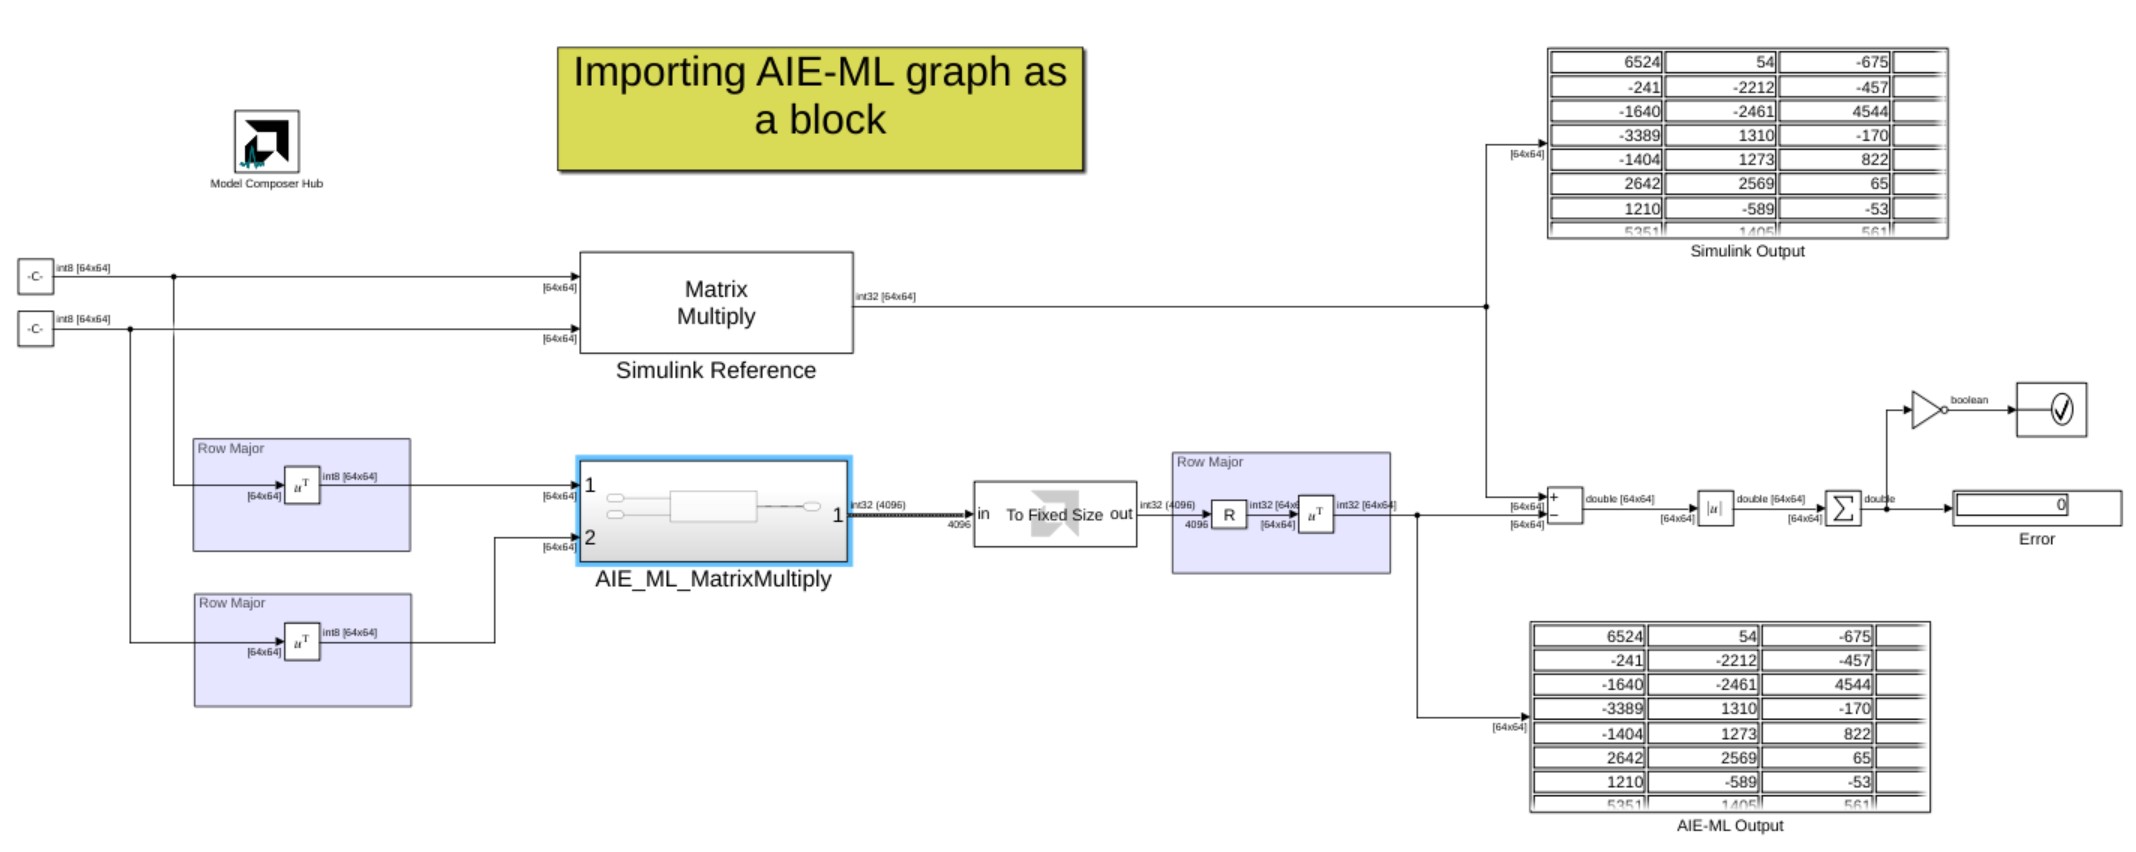 Importing AIE-ML graph as
a block
Model Composer Hub
6524 54 -675
-241 -2212 -457
-1640 -2461 4544
-3389 1310 -170
-1404 1273 822
2642 2569 65
1210 -589 -53
5351 1405 561
Simulink Output
-C- int8 [64x64]
[64x64]
-C- int8 [64x64]
[64x64]
Matrix
Multiply
int32 [64x64]
[64x64]
Simulink Reference
Row Major
[64x64] uT int8 [64x64]
[64x64]
Row Major
[64x64] uT int8 [64x64]
[64x64]
1
2
1
AIE_ML_MatrixMultiply
int32 (4096)
4096
in To Fixed Size out
int32 (4096)
Row Major
4096 R int32 [64x6
[64x64] uT int32 [64x64]
[64x64]
[64x64]
+
−
double [64x64]
[64x64] |u| double [64x64]
[64x64] Σ double
boolean
0
Error
[64x64]
6524 54 -675
-241 -2212 -457
-1640 -2461 4544
-3389 1310 -170
-1404 1273 822
2642 2569 65
1210 -589 -53
5351 1405 561
AIE-ML Output